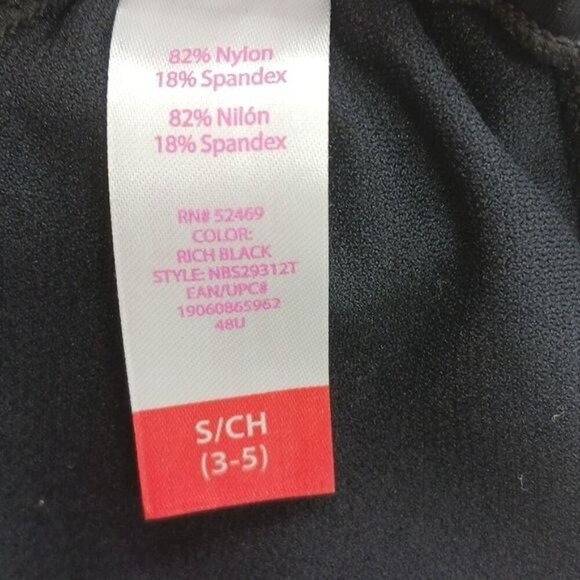 82% Nylon
18% Spandex
82% Nilón
18% Spandex
RN# 52469
COLOR:
RICH BLACK
STYLE: NBS29312T
EAN/UPC#
19060865962
48U
S/CH
(3-5)